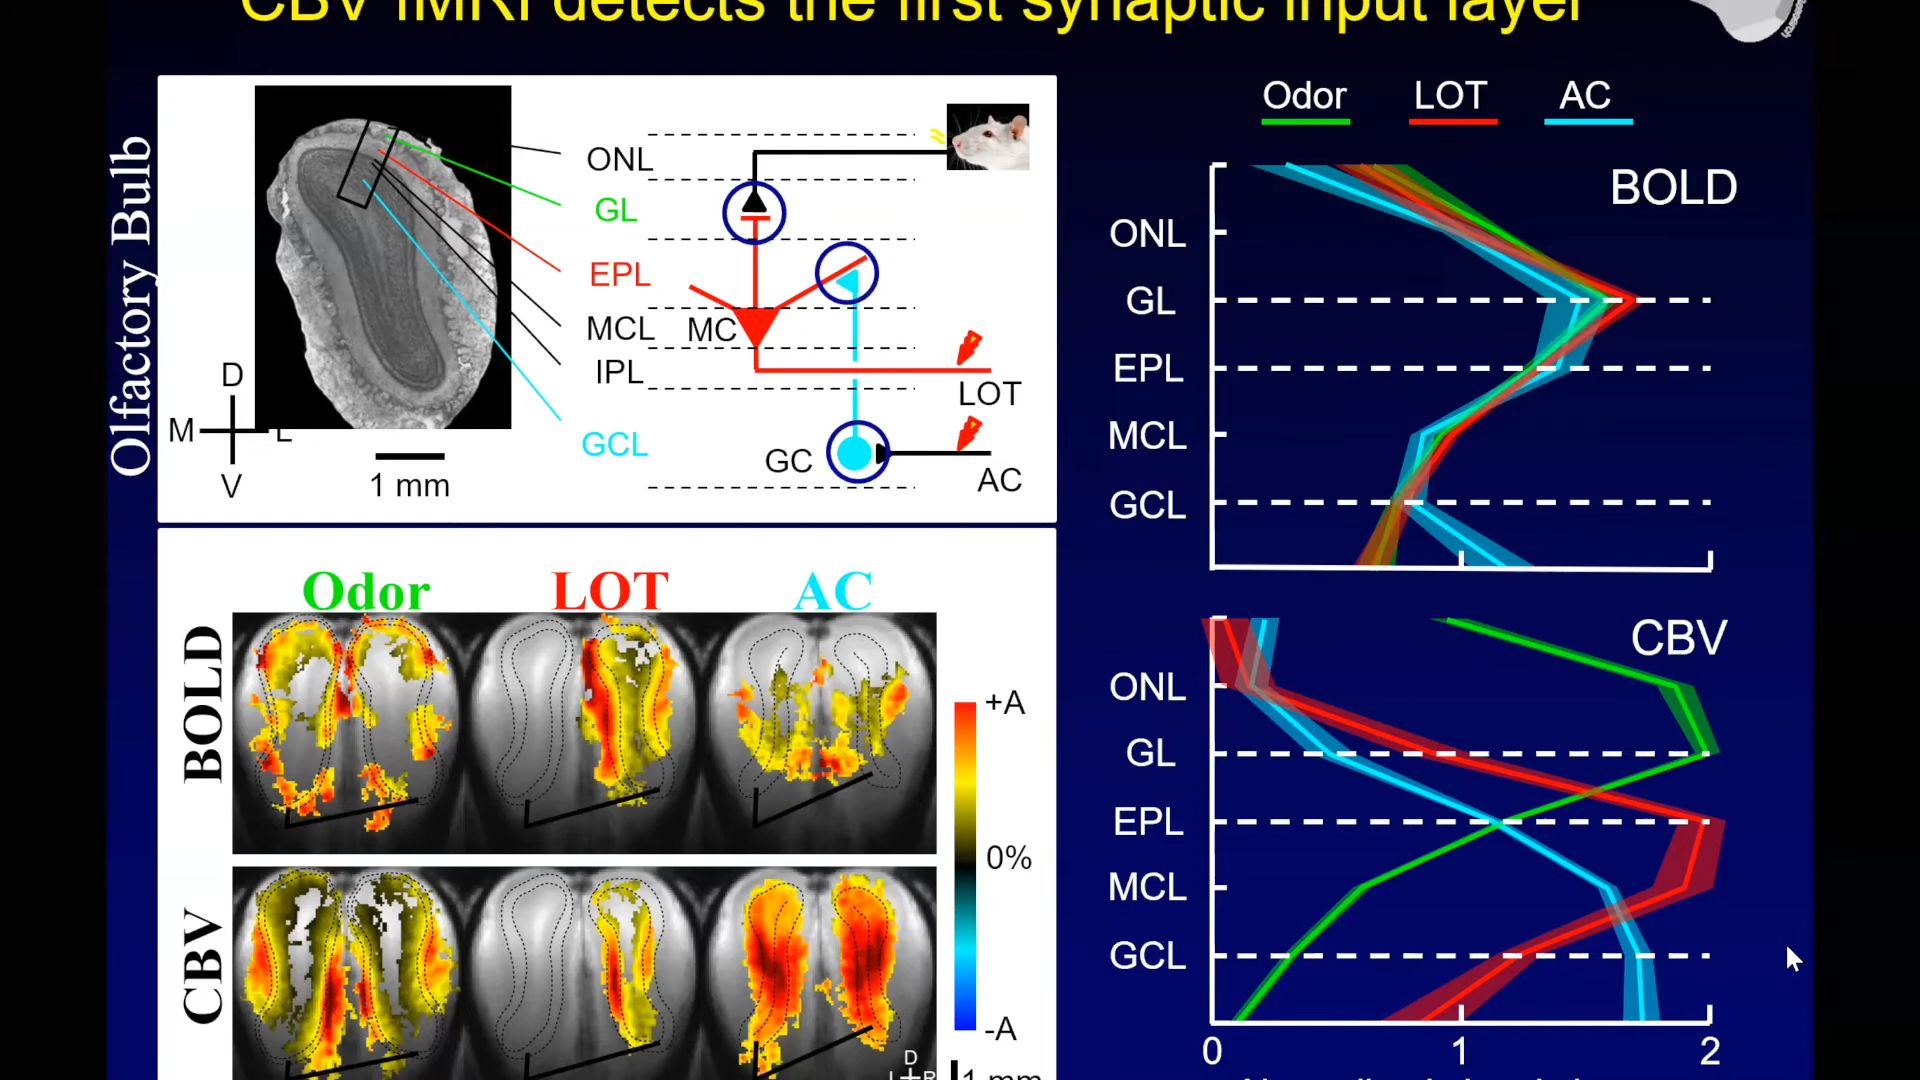 CBV fMRI detects the first synaptic input layer
Olfactory Bulb
D
M
L
V
1 mm
ONL
GL
EPL
MCL
IPL
GCL
MC
LOT
GC
AC
Odor LOT AC
BOLD
CBV
+A
0%
-A
D
R
1 mm
Odor LOT AC
BOLD
ONL
GL
EPL
MCL
GCL
CBV
ONL
GL
EPL
MCL
GCL
0 1 2